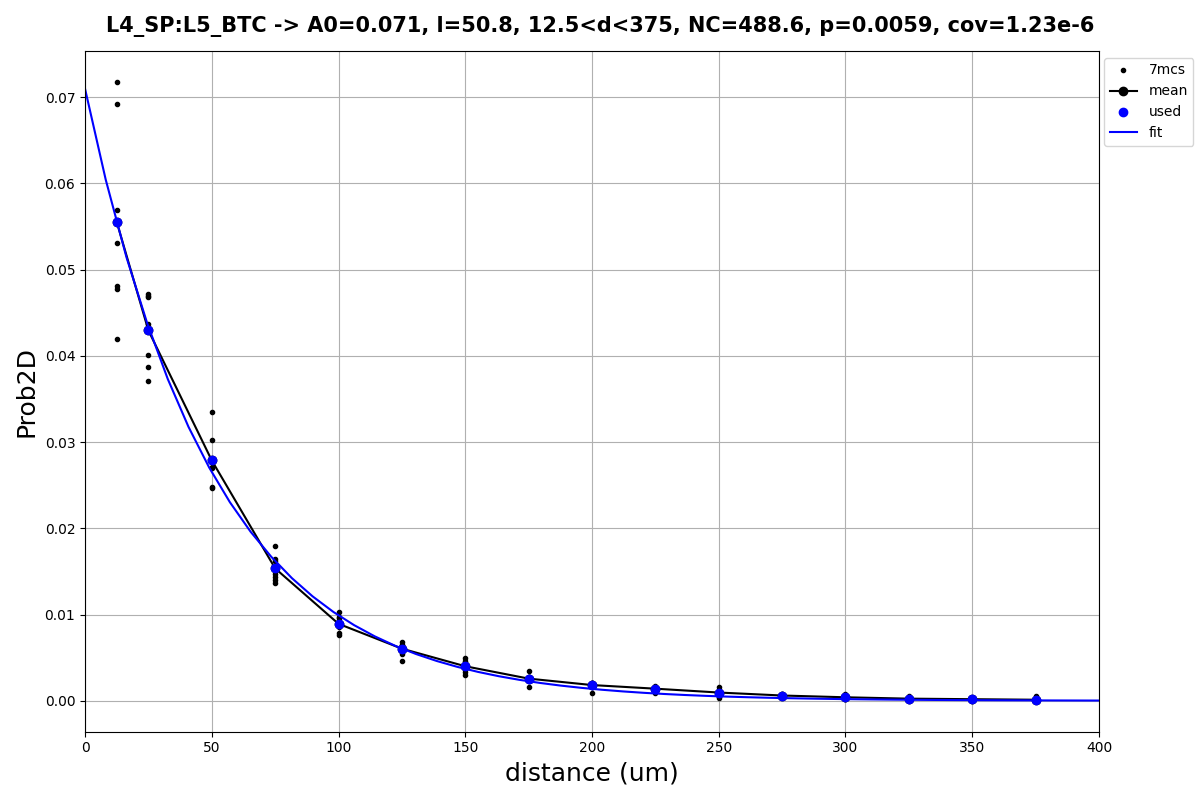 L4_SP:L5_BTC -> A0=0.071, l=50.8, 12.5<d<375, NC=488.6, p=0.0059, cov=1.23e-6
7mcs
mean
used
fit
0.07
0.06
0.05
0.04
0.03
0.02
0.01
0.00
Prob2D
0 50 100 150 200 250 300 350 400
distance (um)